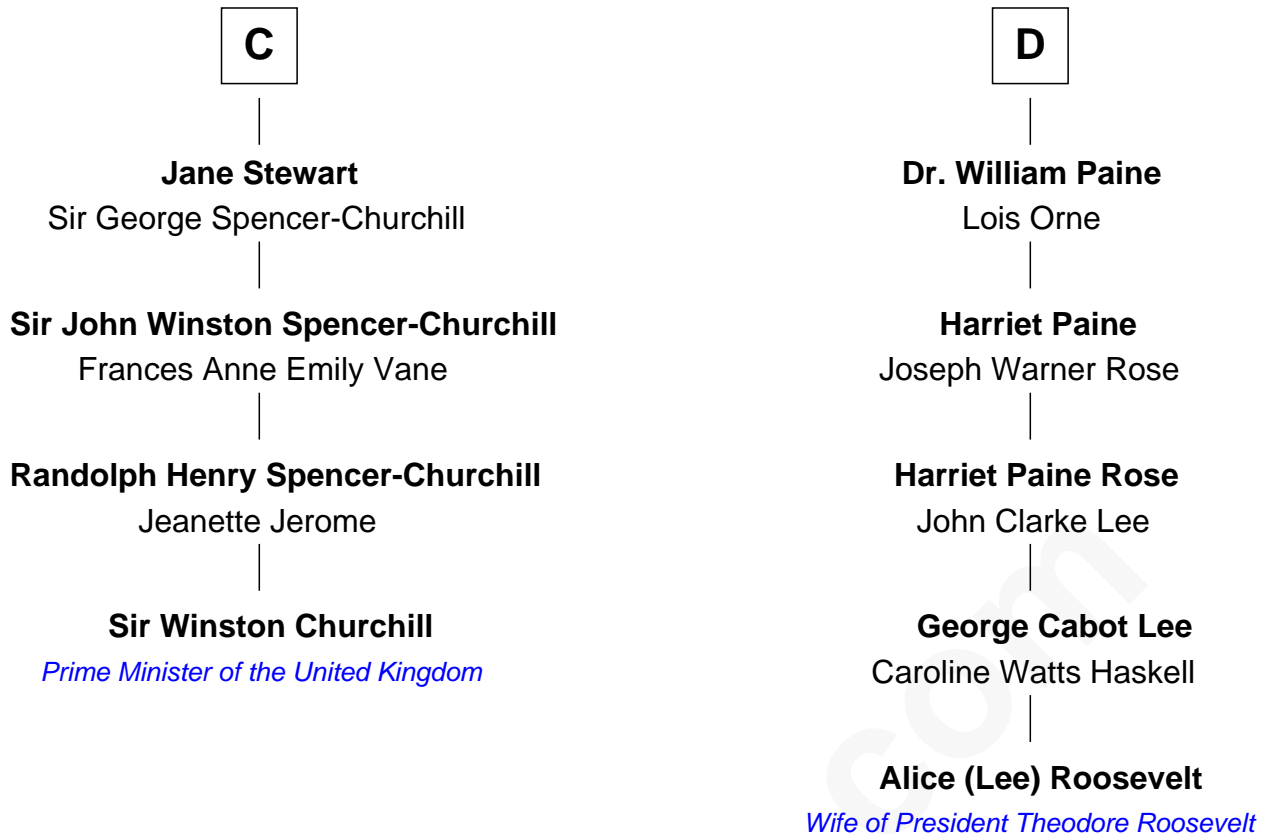 C
Jane Stewart
Sir George Spencer-Churchill
Sir John Winston Spencer-Churchill
Frances Anne Emily Vane
Randolph Henry Spencer-Churchill
Jeanette Jerome
Sir Winston Churchill
Prime Minister of the United Kingdom
D
Dr. William Paine
Lois Orne
Harriet Paine
Joseph Warner Rose
Harriet Paine Rose
John Clarke Lee
George Cabot Lee
Caroline Watts Haskell
Alice (Lee) Roosevelt
Wife of President Theodore Roosevelt
com